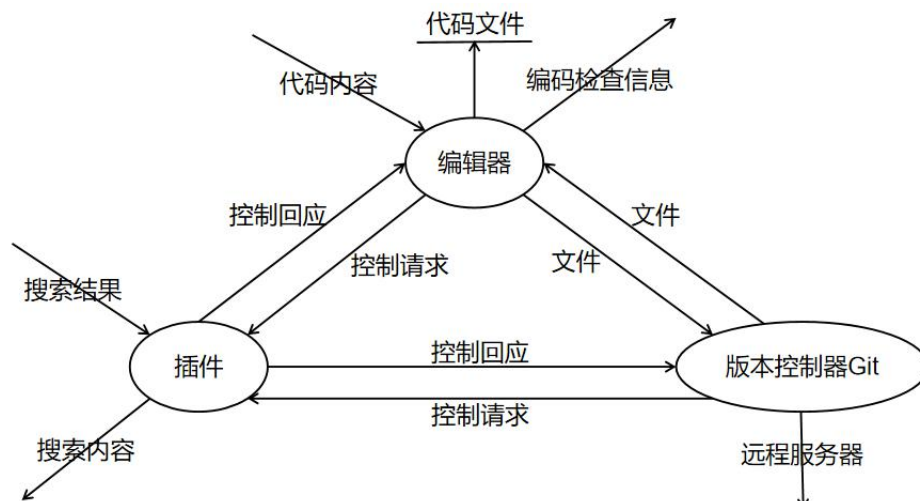 代码文件
代码内容
编码检查信息
编辑器
控制回应
文件
控制请求
文件
搜索结果
插件
控制回应
版本控制器Git
控制请求
搜索内容
远程服务器